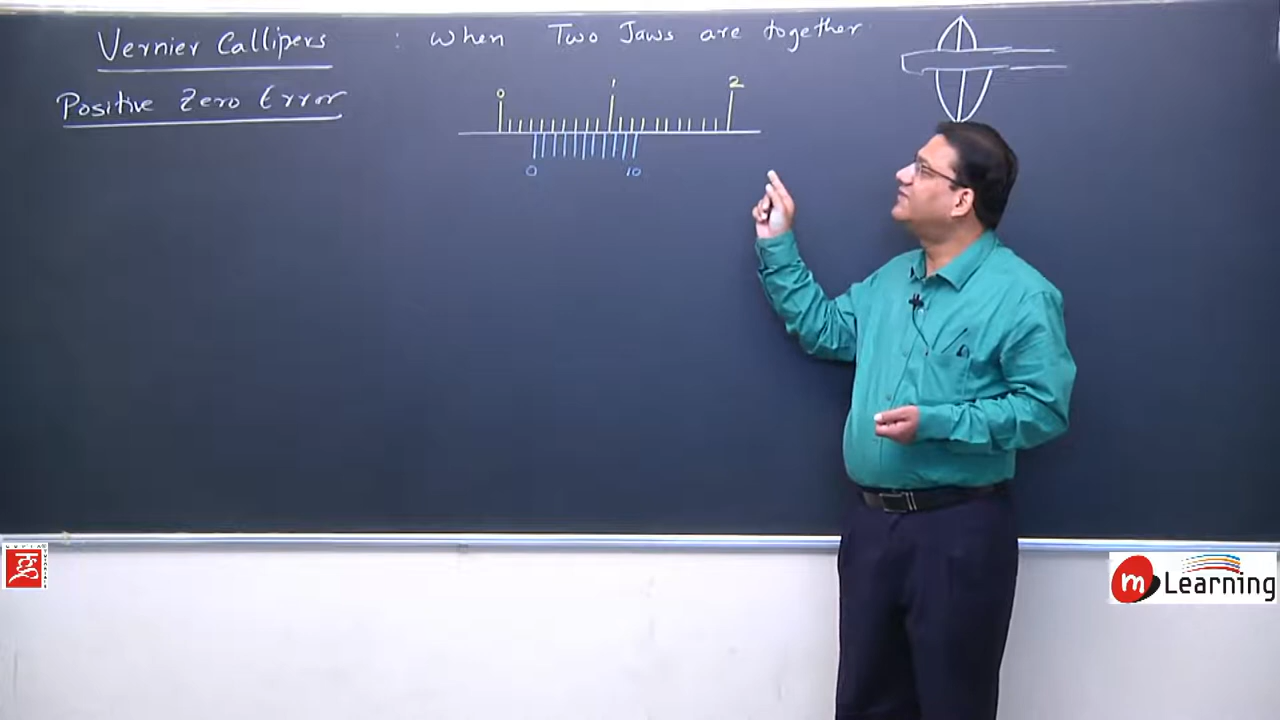 Vernier Callipers : When Two Jaws are together
Positive Zero Error
0 1 2
0 10
m Learning